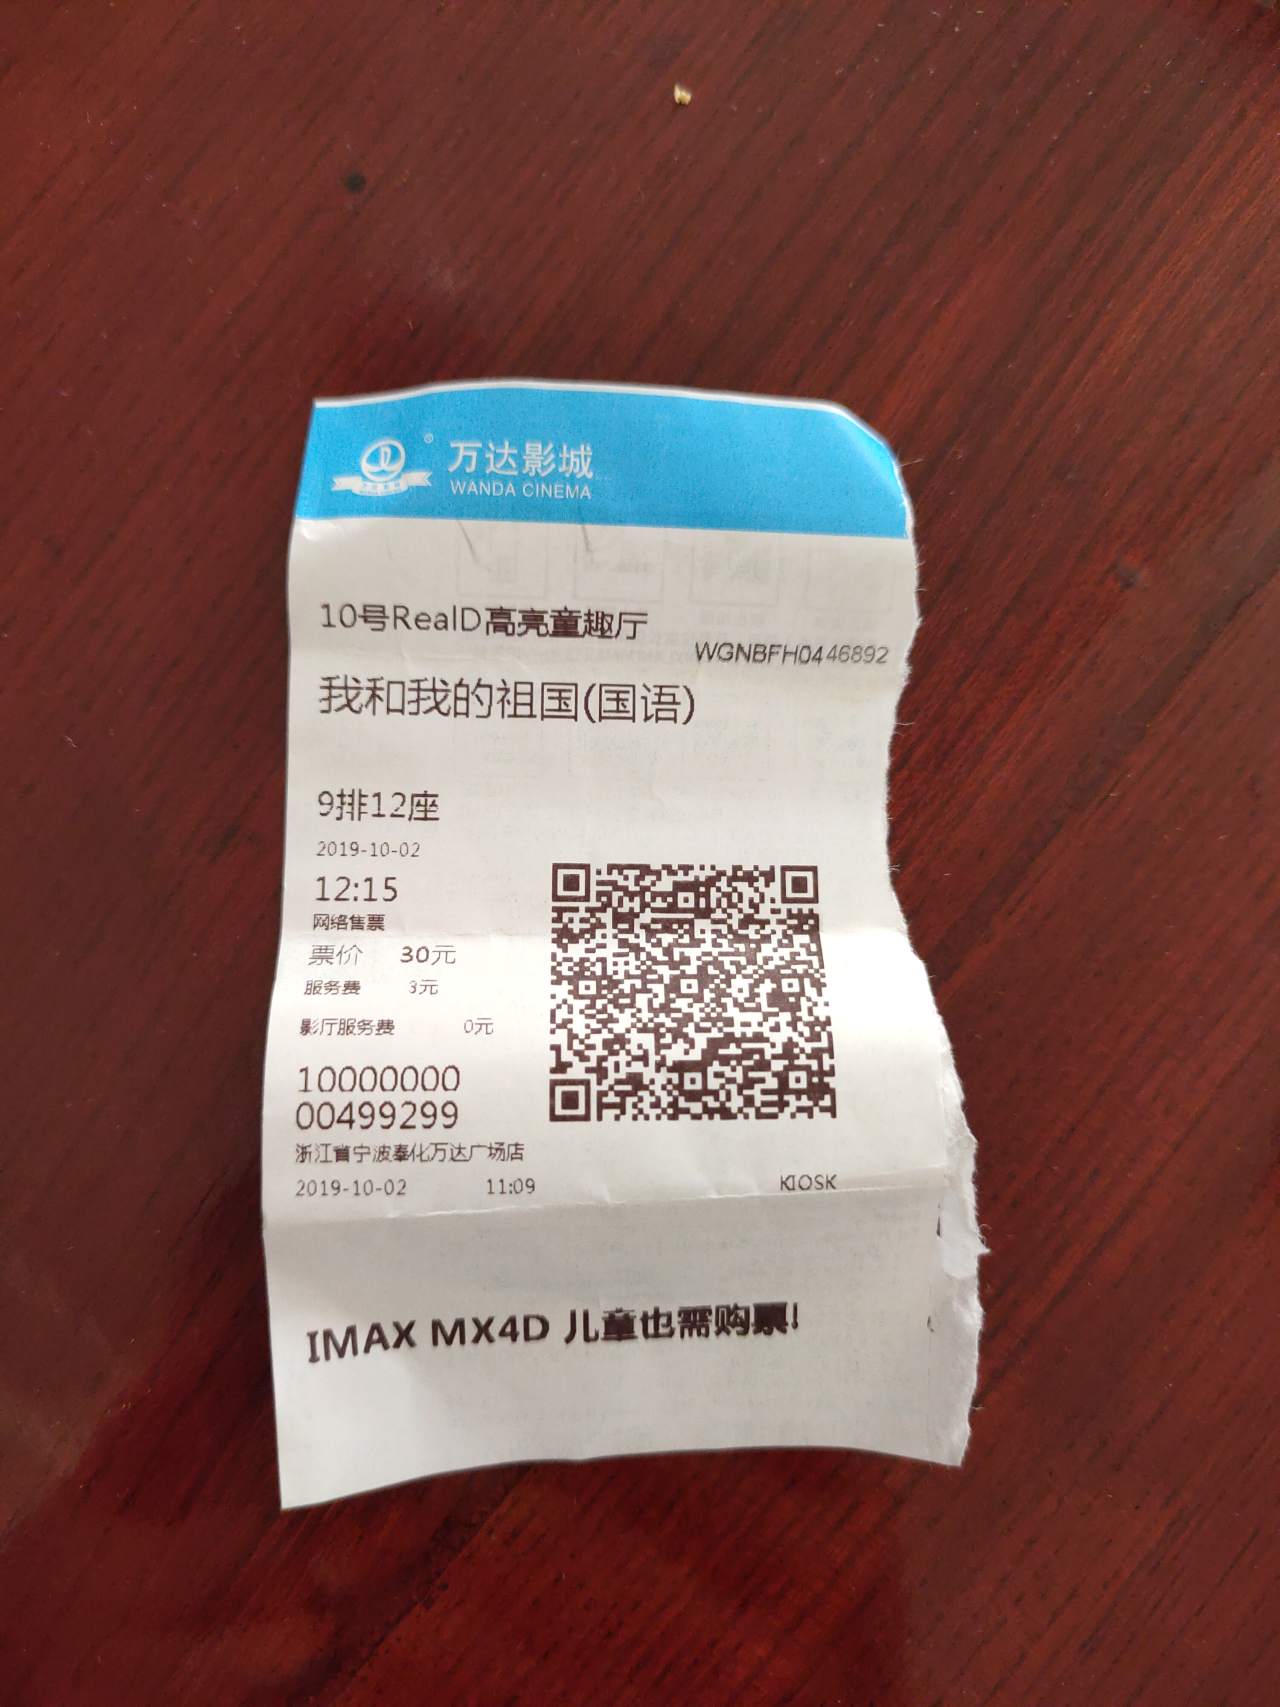 万达影城
WANDA CINEMA
10号RealD高亮童趣厅
WGNBFH0446892
我和我的祖国(国语)
9排12座
2019-10-02
12:15
网络售票
票价 30元
服务费 3元
影厅服务费 0元
10000000
00499299
浙江省宁波奉化万达广场店
2019-10-02 11:09 KIOSK
IMAX MX4D 儿童也需购票!